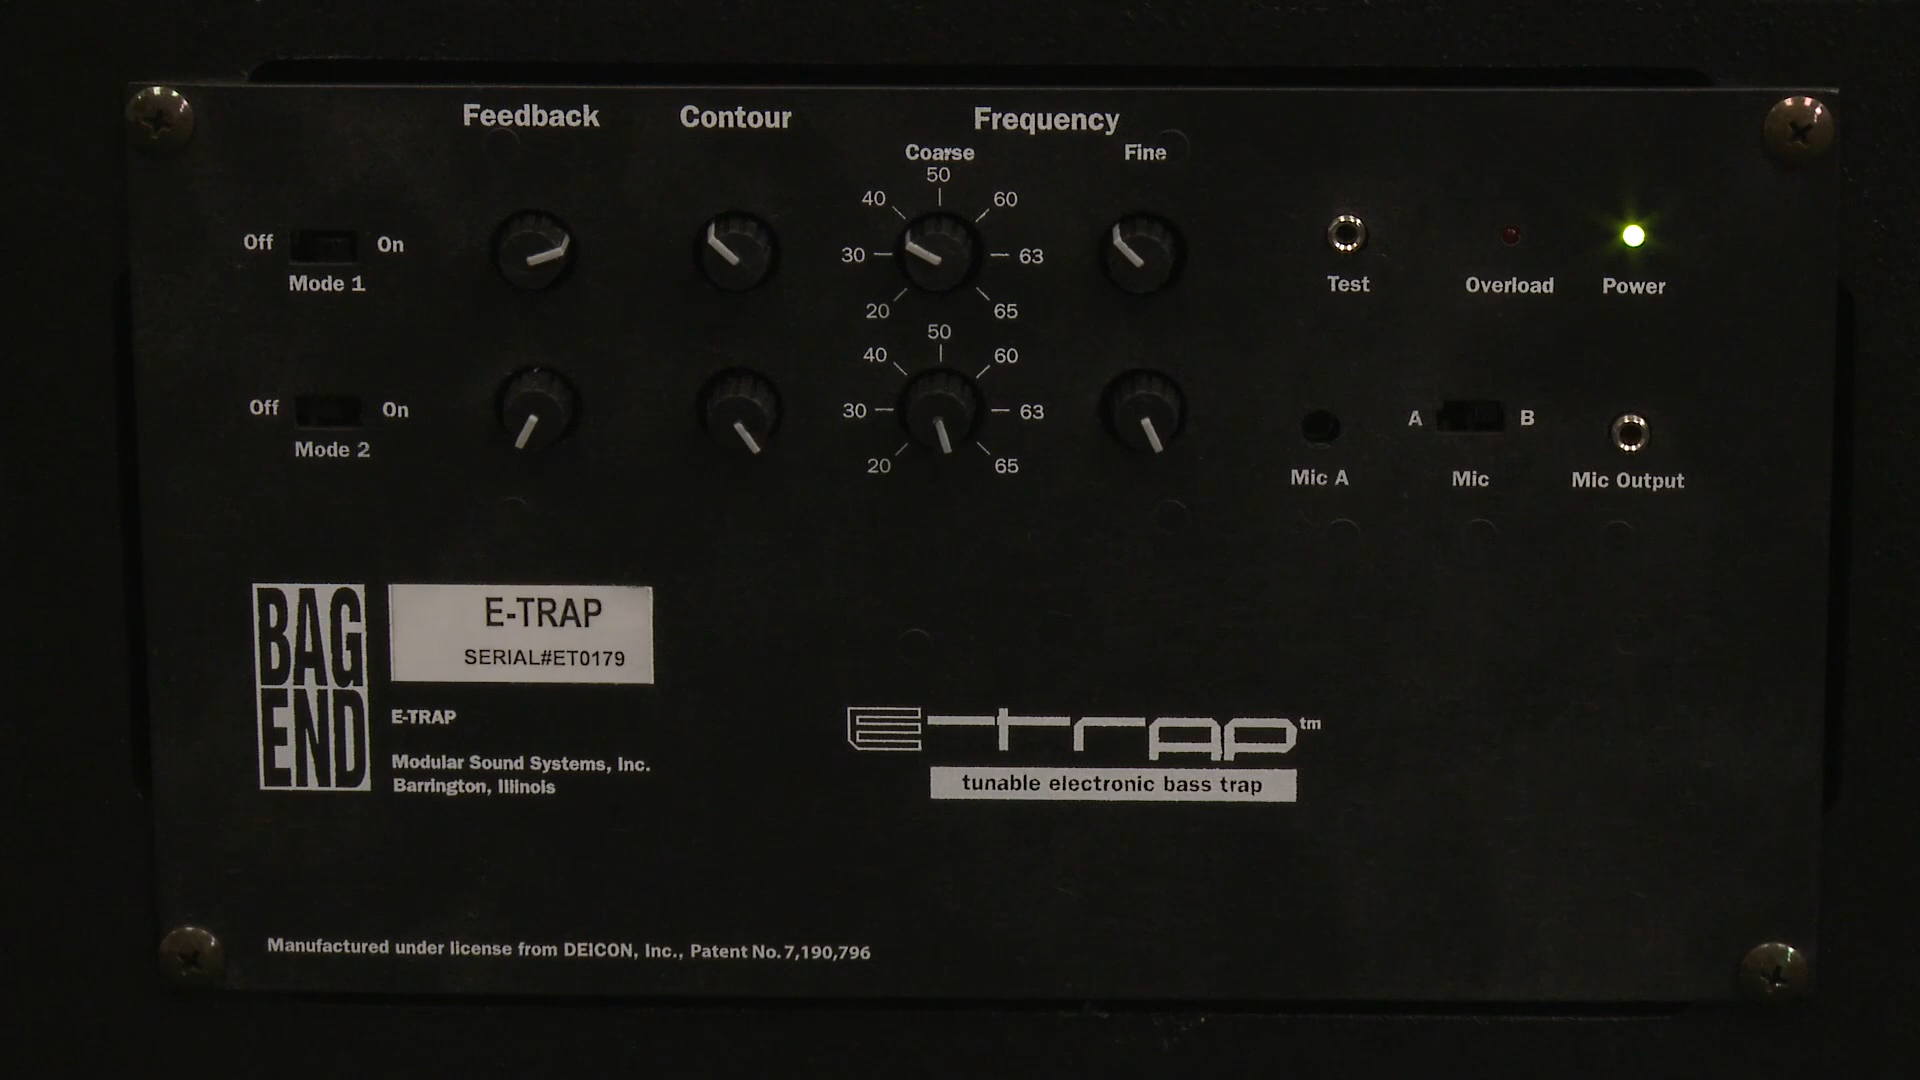 Feedback Contour Frequency
Coarse Fine
50
40 60
Off On 30 63
Mode 1 Test Overload Power
20 65
50
40 60
Off On 30 63 A B
Mode 2
20 65 Mic A Mic Mic Output
BAG
END
E-TRAP
SERIAL#ET0179
E-TRAP
Modular Sound Systems, Inc.
Barrington, Illinois
E-trap tm
tunable electronic bass trap
Manufactured under license from DEICON, Inc., Patent No. 7,190,796